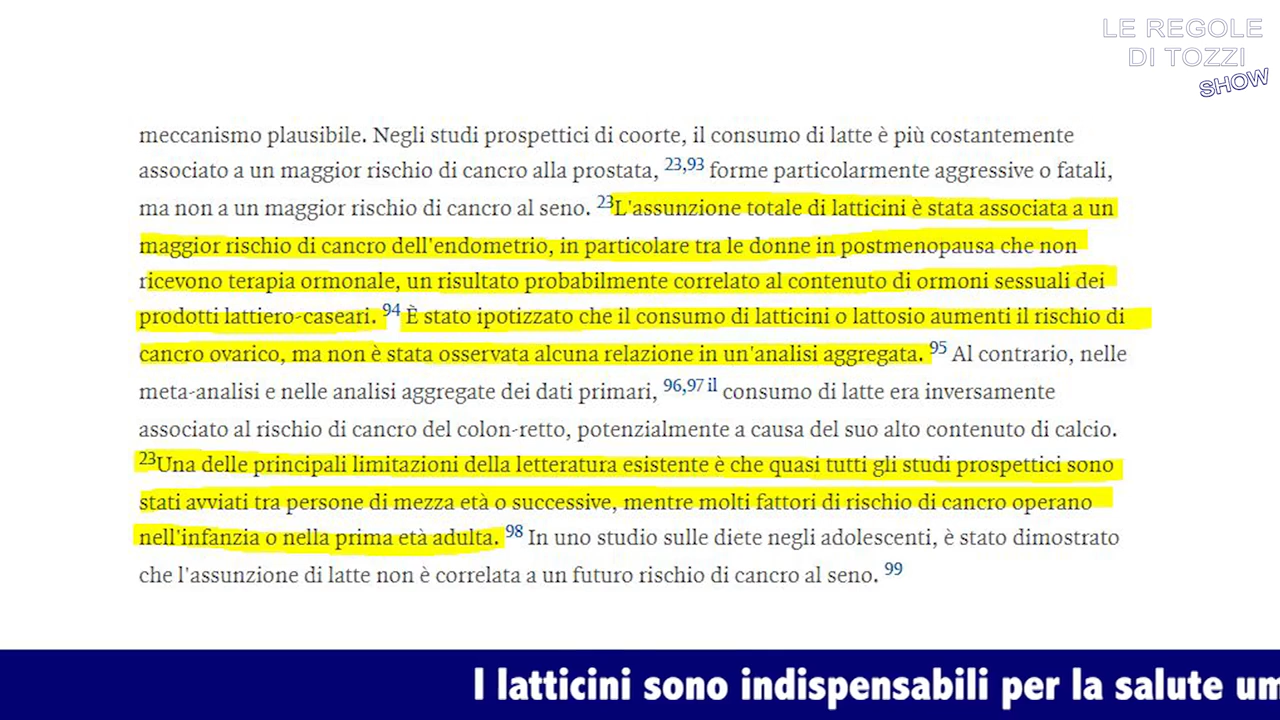 LE REGOLE
DI TOZZI
SHOW
meccanismo plausibile. Negli studi prospettici di coorte, il consumo di latte è più costantemente
associato a un maggior rischio di cancro alla prostata, 23,93 forme particolarmente aggressive o fatali,
ma non a un maggior rischio di cancro al seno. 23L'assunzione totale di latticini è stata associata a un
maggior rischio di cancro dell'endometrio, in particolare tra le donne in postmenopausa che non
ricevono terapia ormonale, un risultato probabilmente correlato al contenuto di ormoni sessuali dei
prodotti lattiero-caseari. 94 È stato ipotizzato che il consumo di latticini o lattosio aumenti il rischio di
cancro ovarico, ma non è stata osservata alcuna relazione in un'analisi aggregata. 95 Al contrario, nelle
meta-analisi e nelle analisi aggregate dei dati primari, 96,97 il consumo di latte era inversamente
associato al rischio di cancro del colon-retto, potenzialmente a causa del suo alto contenuto di calcio.
23Una delle principali limitazioni della letteratura esistente è che quasi tutti gli studi prospettici sono
stati avviati tra persone di mezza età o successive, mentre molti fattori di rischio di cancro operano
nell'infanzia o nella prima età adulta. 98 In uno studio sulle diete negli adolescenti, è stato dimostrato
che l'assunzione di latte non è correlata a un futuro rischio di cancro al seno. 99
I latticini sono indispensabili per la salute um